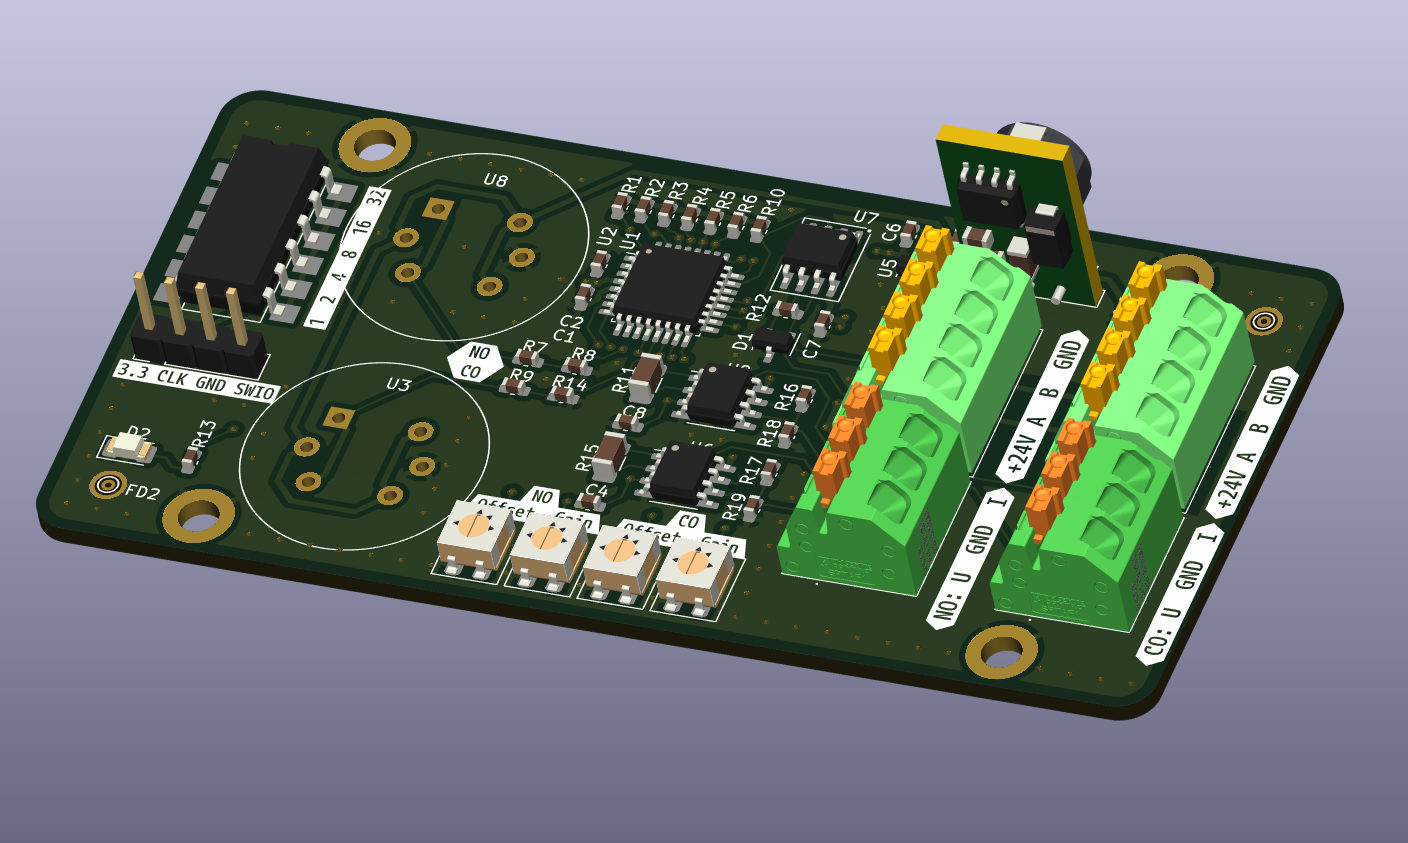 U8
R1
R2
R3
R4
R5
R6
R10
U7
C6
U5
U2
U1
32
16
8
4
2
1
C2
C1
R12
D1
C7
NO
CO
R7
R8
R9
R14
R11
R16
R18
C8
R15
R17
R19
C4
3.3 CLK GND SWIO
U3
D2
R13
FD2
NO
Offset Gain
CO
Offset Gain
+24V A B GND
+24V A B GND
NO: U GND I
CO: U GND I